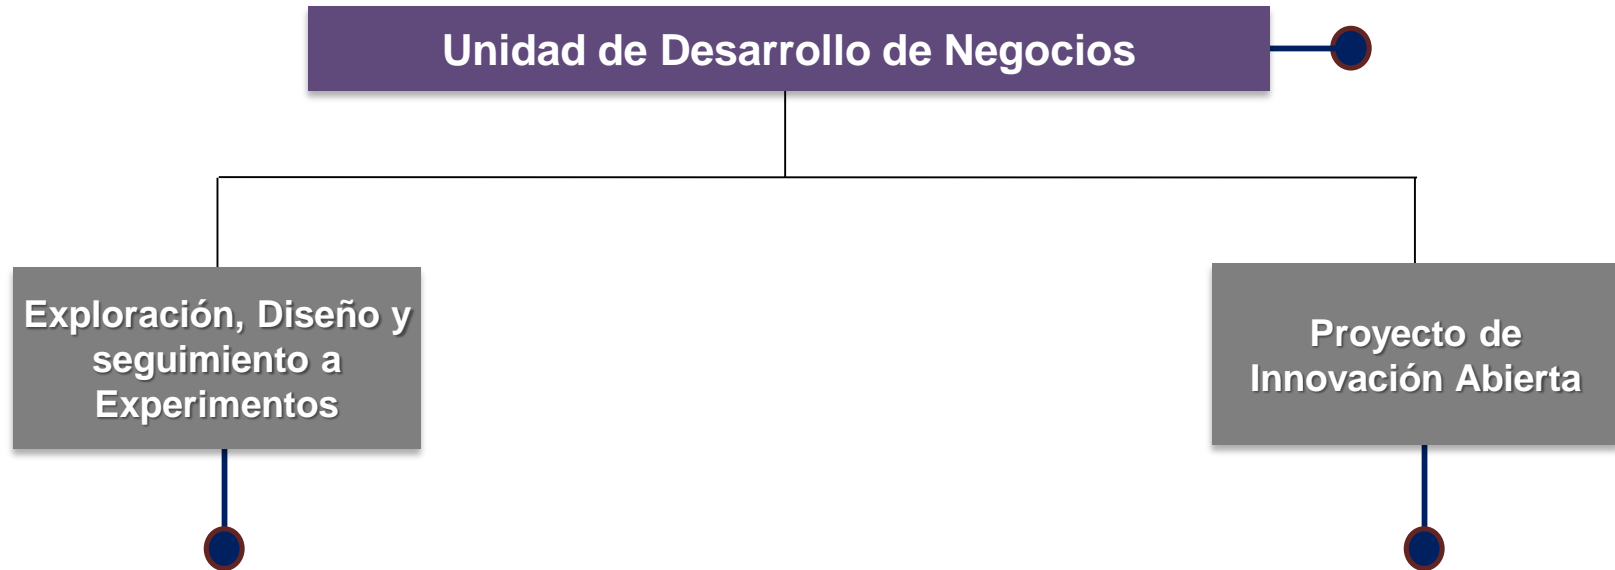 Unidad de Desarrollo de Negocios
Exploración, Diseño y
seguimiento a
Experimentos
Proyecto de
Innovación Abierta